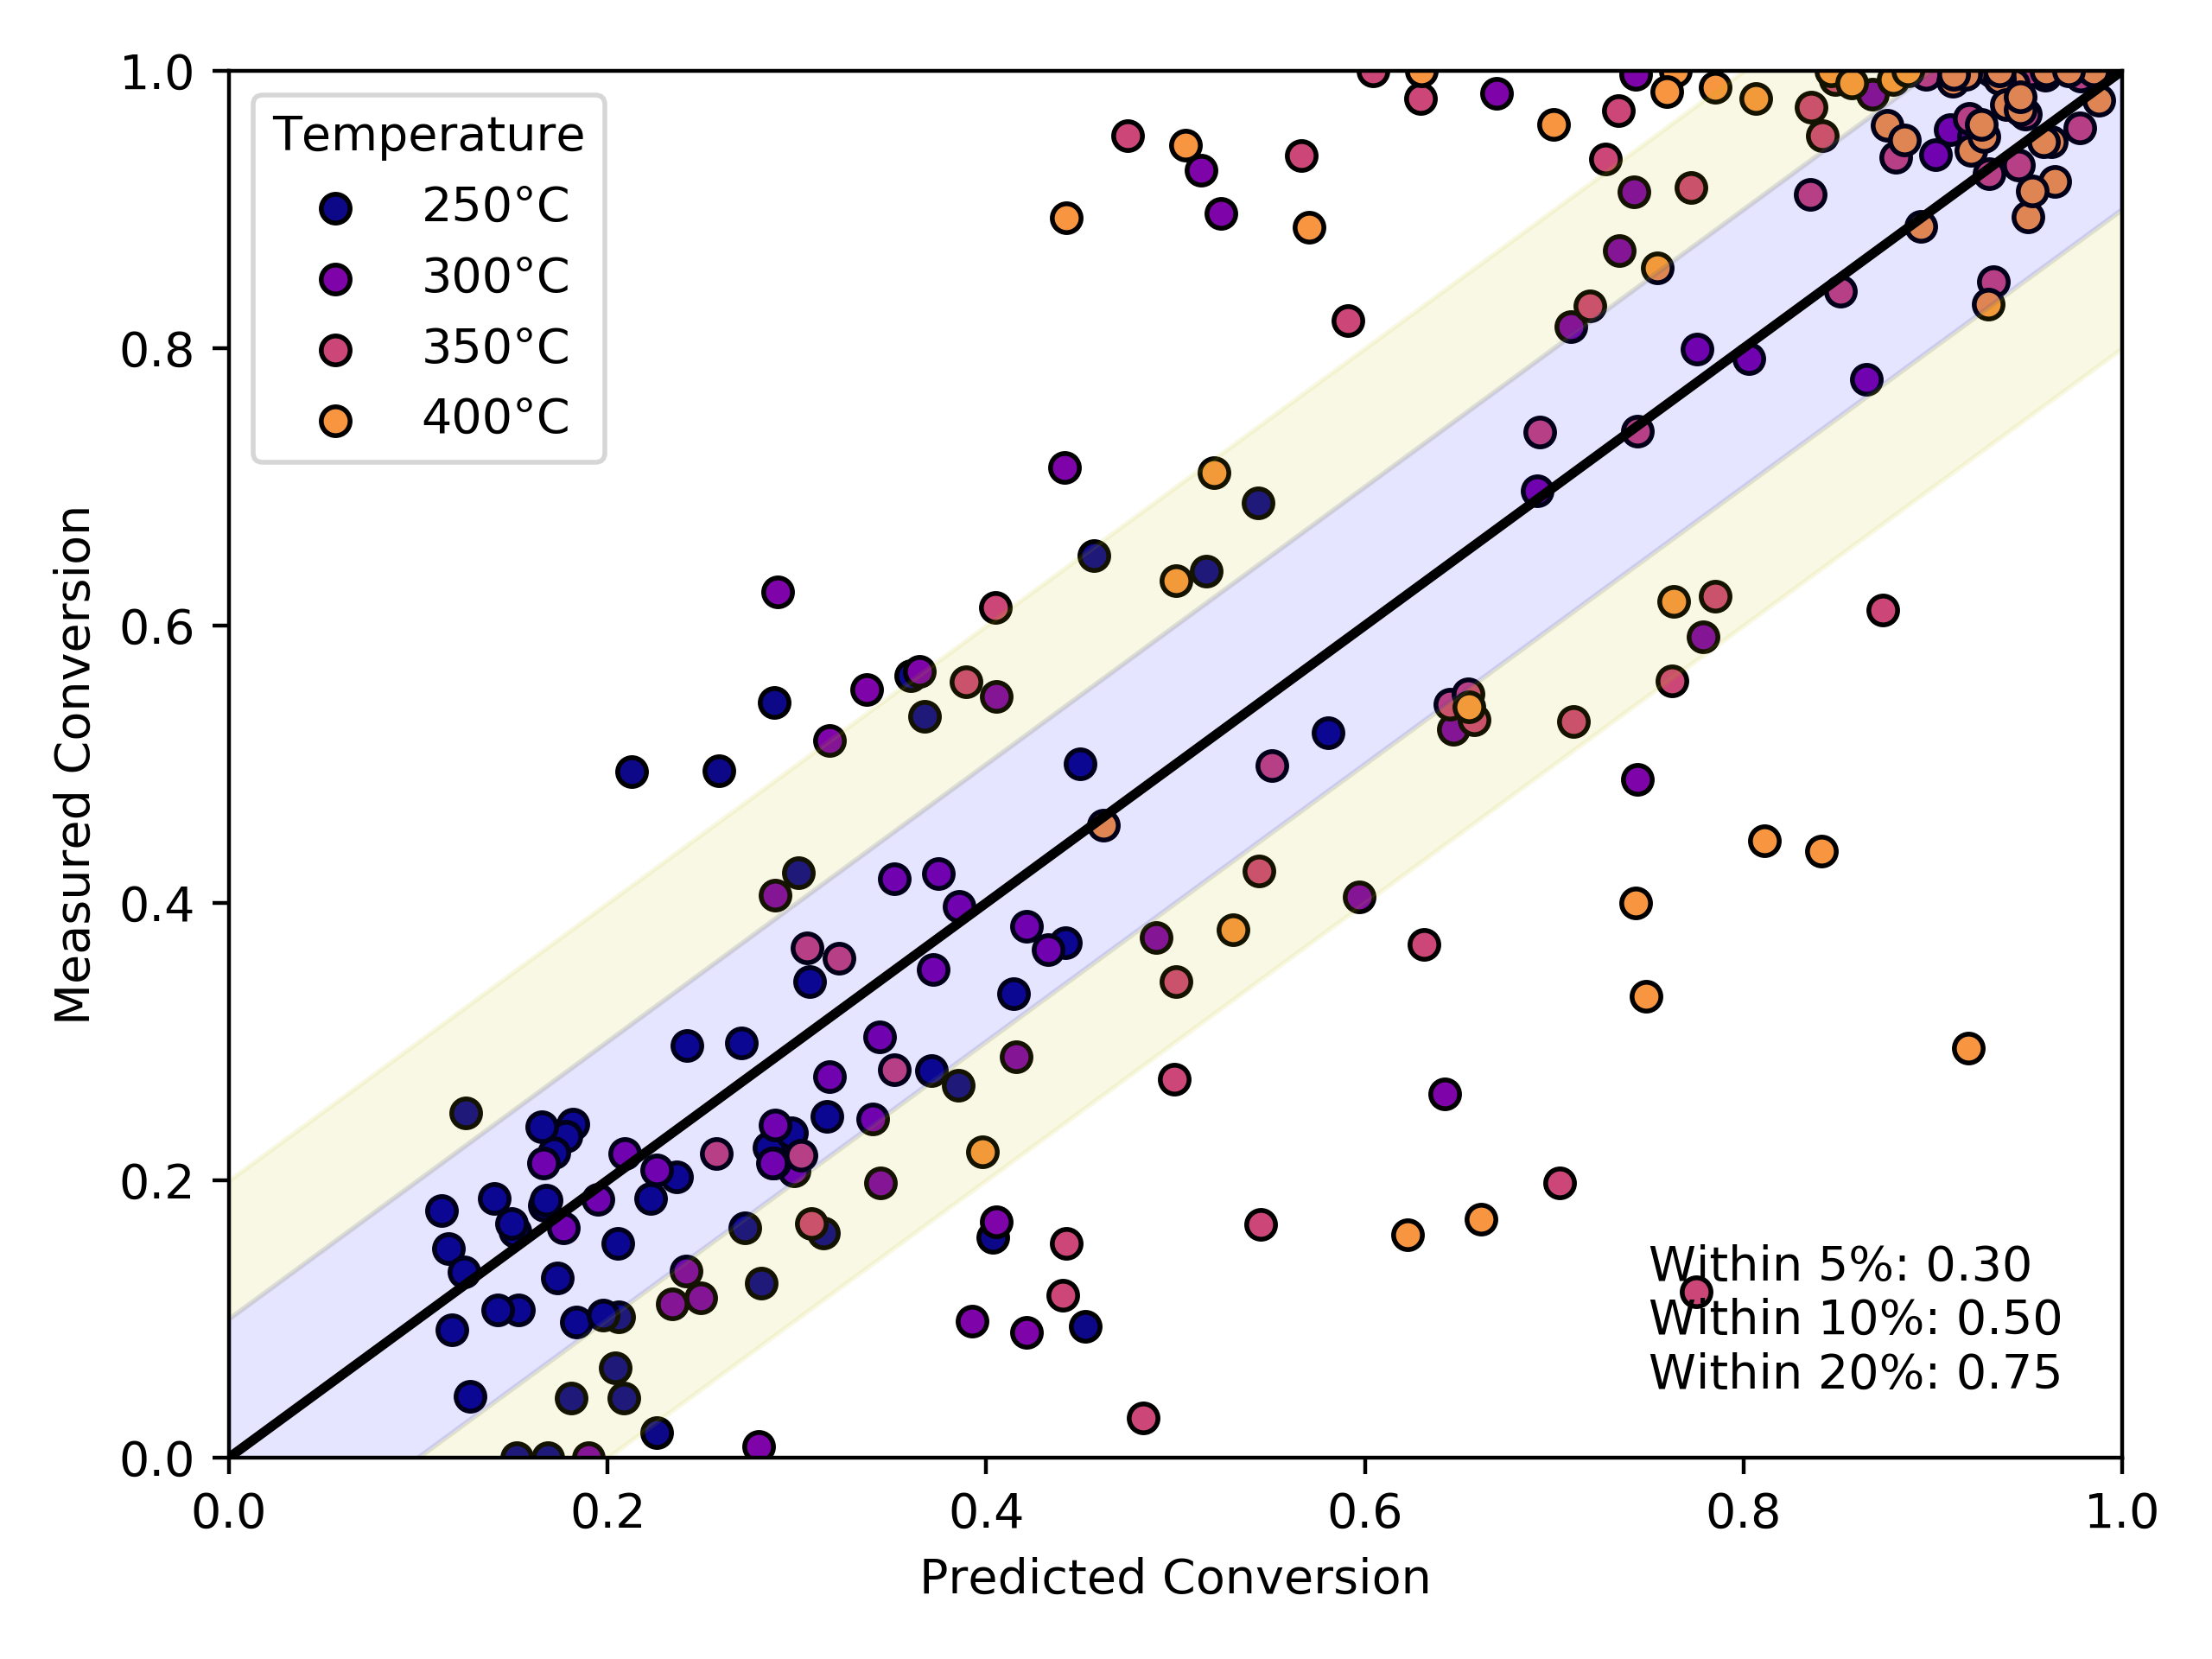 1.0
0.8
0.6
0.4
0.2
0.0
Measured Conversion
Temperature
250°C
300°C
350°C
400°C
Within 5%: 0.30
Within 10%: 0.50
Within 20%: 0.75
0.0 0.2 0.4 0.6 0.8 1.0
Predicted Conversion